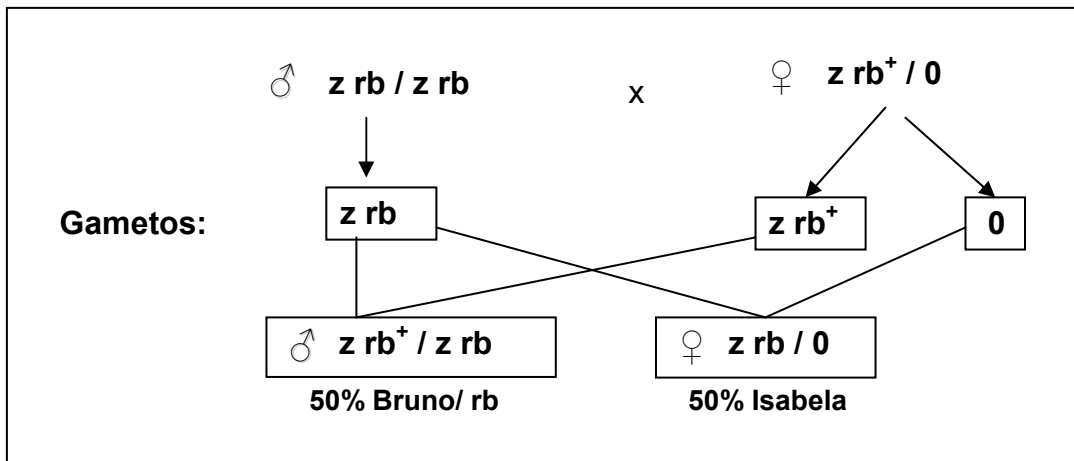 ♂ z rb / z rb x ♀ z rb⁺ / 0
Gametos: z rb z rb⁺ 0
♂ z rb⁺ / z rb ♀ z rb / 0
50% Bruno/ rb 50% Isabela